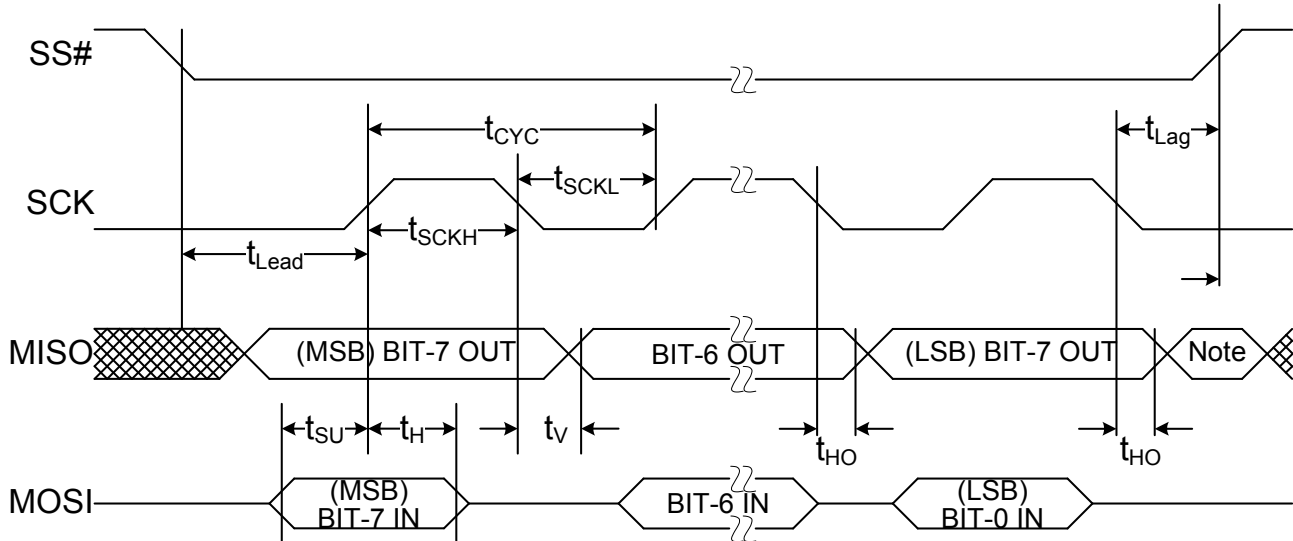 SS#
tCYC
tLag
tSCKL
SCK
tSCKH
tLead
MISO
(MSB) BIT-7 OUT
BIT-6 OUT
(LSB) BIT-7 OUT
Note
tSU
tH
tV
tHO
tHO
MOSI
(MSB)
BIT-7 IN
BIT-6 IN
(LSB)
BIT-0 IN